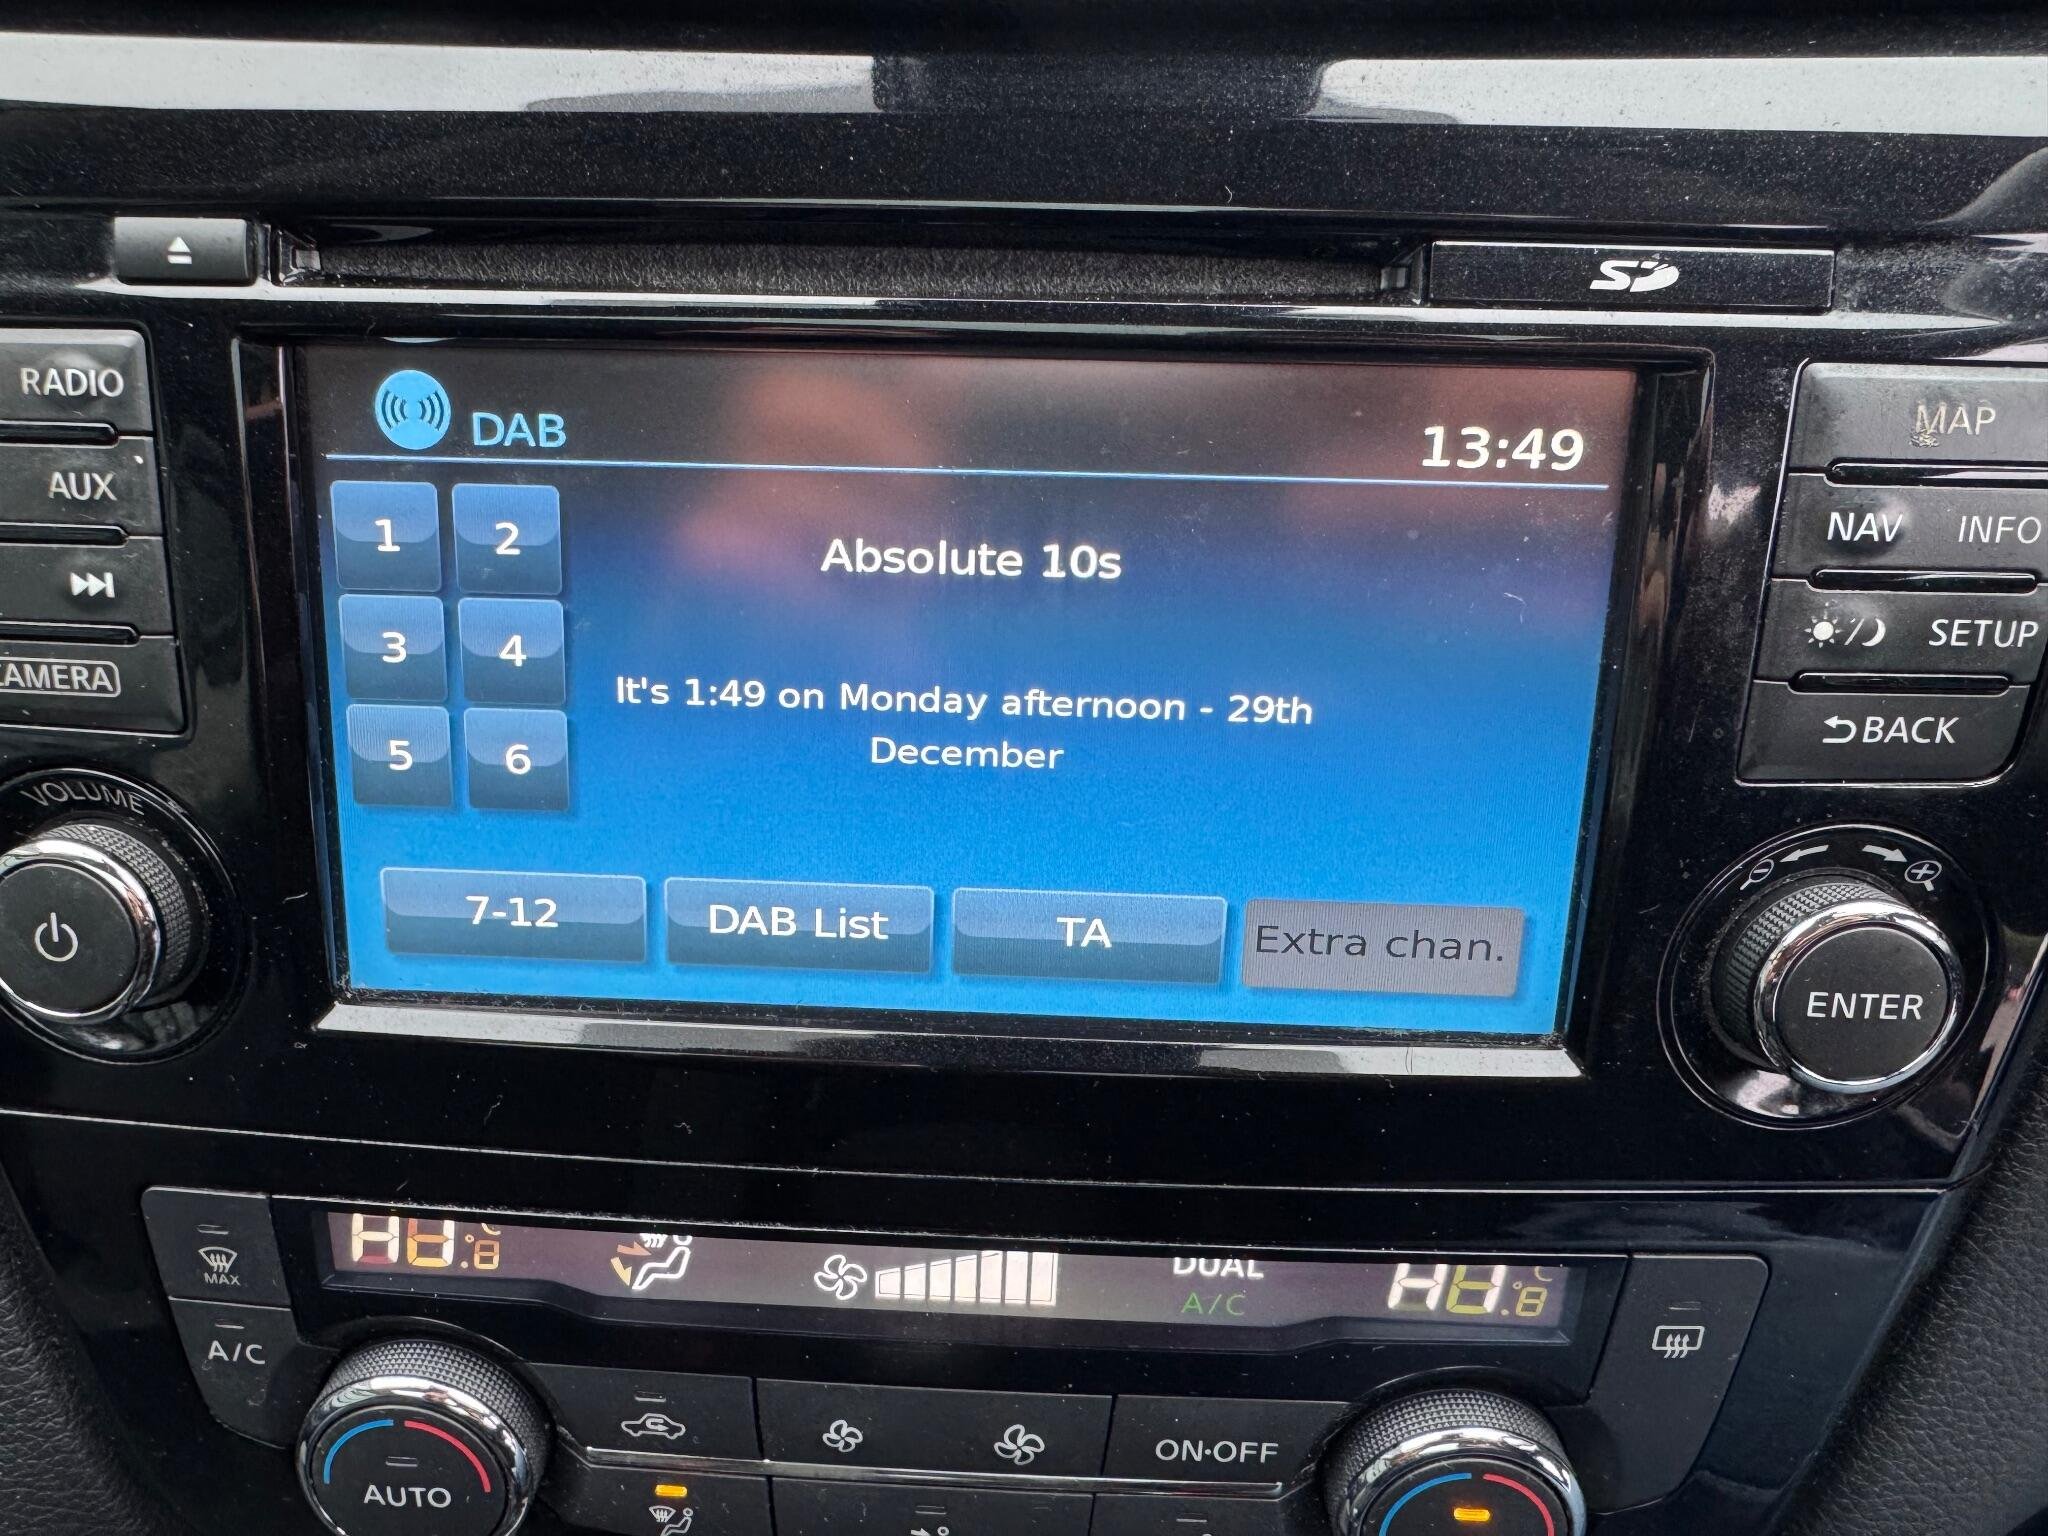 SD
RADIO
AUX
CAMERA
VOLUME
DAB
13:49
1
2
3
4
5
6
Absolute 10s
It's 1:49 on Monday afternoon - 29th
December
7-12
DAB List
TA
Extra chan.
MAP
NAV
INFO
SETUP
BACK
ENTER
MAX
A/C
DUAL
A/C
AUTO
ON·OFF